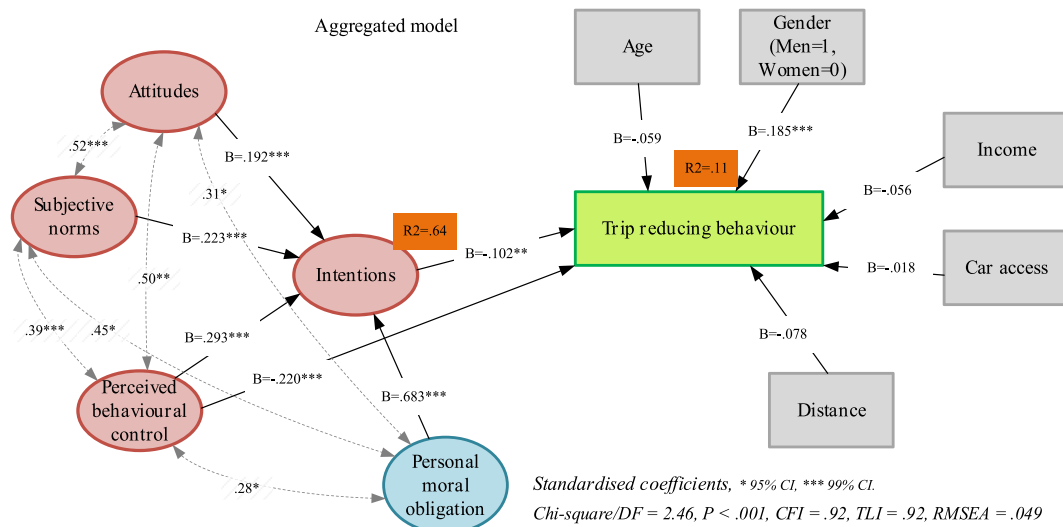 Aggregated model
Age
Gender
(Men=1,
Women=0)
Attitudes
B=-.059
B=.185***
.52***
B=.192***
Income
R2=.11
.31*
B=-.056
Subjective
norms
R2=.64
Trip reducing behaviour
B=.223***
B=-.102**
Intentions
Car access
B=-.018
.50**
.39***
.45*
B=.293***
B=-.078
B=-.220***
Perceived
behavioural
control
B=.683***
Distance
Personal
moral
obligation
.28*
Standardised coefficients, * 95% CI, *** 99% CI.
Chi-square/DF = 2.46, P < .001, CFI = .92, TLI = .92, RMSEA = .049